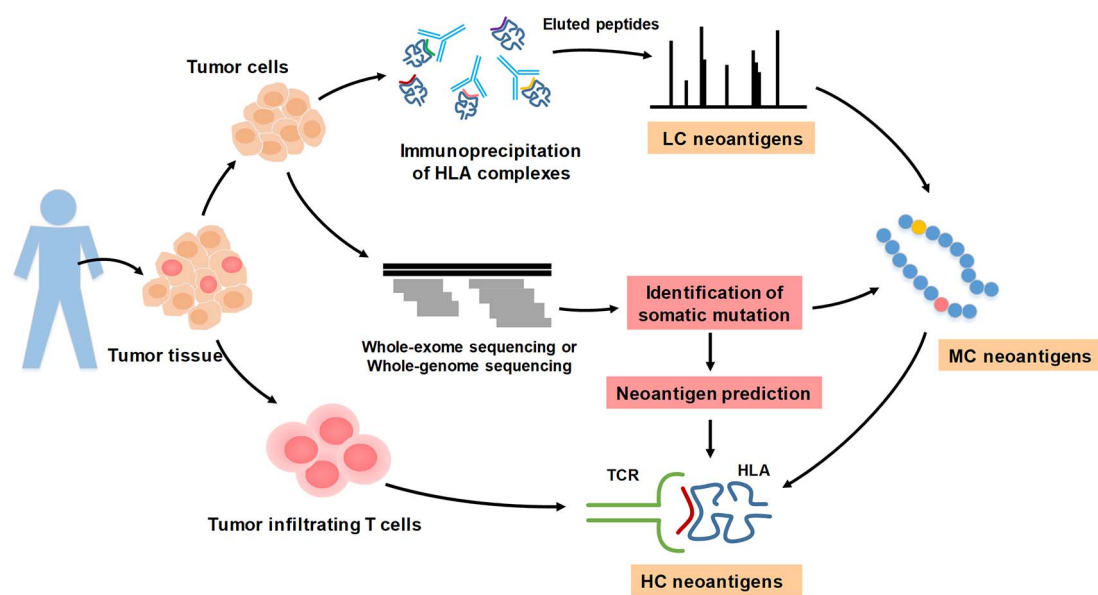 Eluted peptides
Tumor cells
Immunoprecipitation
of HLA complexes
LC neoantigens
Identification of
somatic mutation
Whole-exome sequencing or
Whole-genome sequencing
Tumor tissue
MC neoantigens
Neoantigen prediction
TCR
HLA
Tumor infiltrating T cells
HC neoantigens